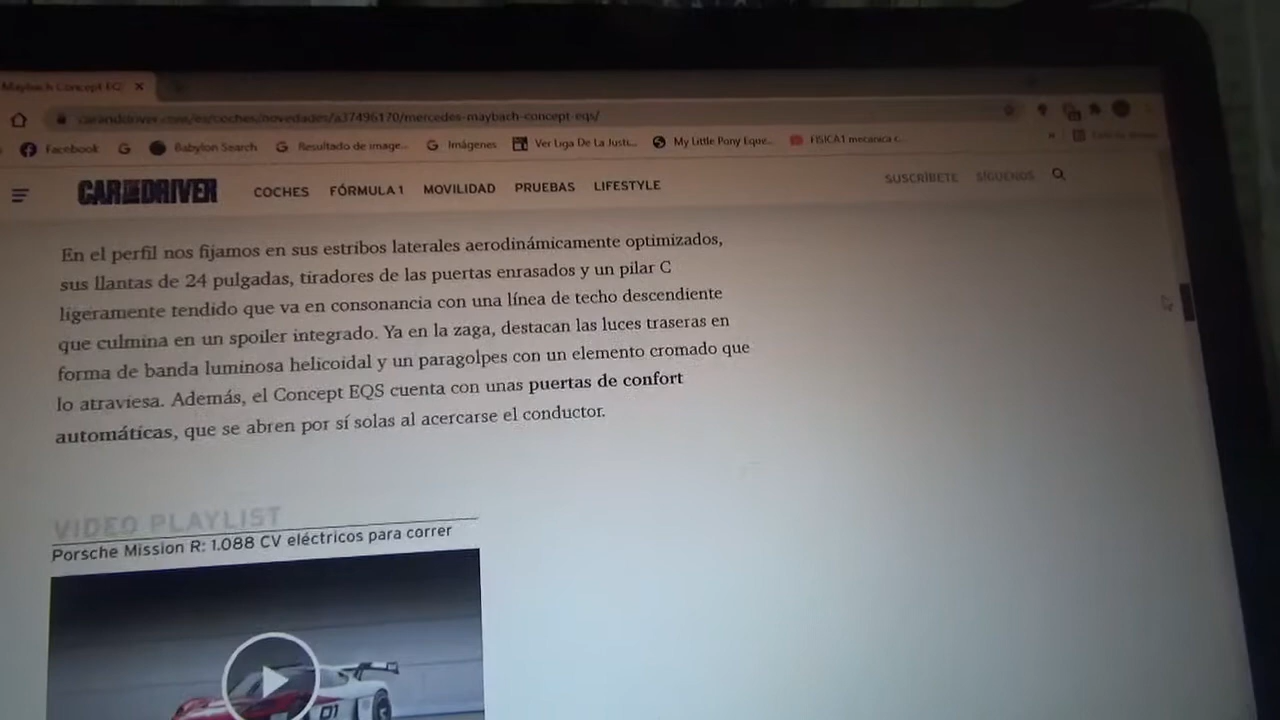 Maybach Concept EQ
caranddriver.com/es/coches/novedades/a37496170/mercedes-maybach-concept-eqs/
Facebook
Babylon Search
Resultado de image...
Imágenes
Ver Liga De La Justi...
My Little Pony Eque...
FISICA1 mecanica c...
CAR AND DRIVER
COCHES
FÓRMULA 1
MOVILIDAD
PRUEBAS
LIFESTYLE
SUSCRÍBETE
SÍGUENOS
En el perfil nos fijamos en sus estribos laterales aerodinámicamente optimizados,
sus llantas de 24 pulgadas, tiradores de las puertas enrasados y un pilar C
ligeramente tendido que va en consonancia con una línea de techo descendiente
que culmina en un spoiler integrado. Ya en la zaga, destacan las luces traseras en
forma de banda luminosa helicoidal y un paragolpes con un elemento cromado que
lo atraviesa. Además, el Concept EQS cuenta con unas puertas de confort
automáticas, que se abren por sí solas al acercarse el conductor.
VIDEO PLAYLIST
Porsche Mission R: 1.088 CV eléctricos para correr
01